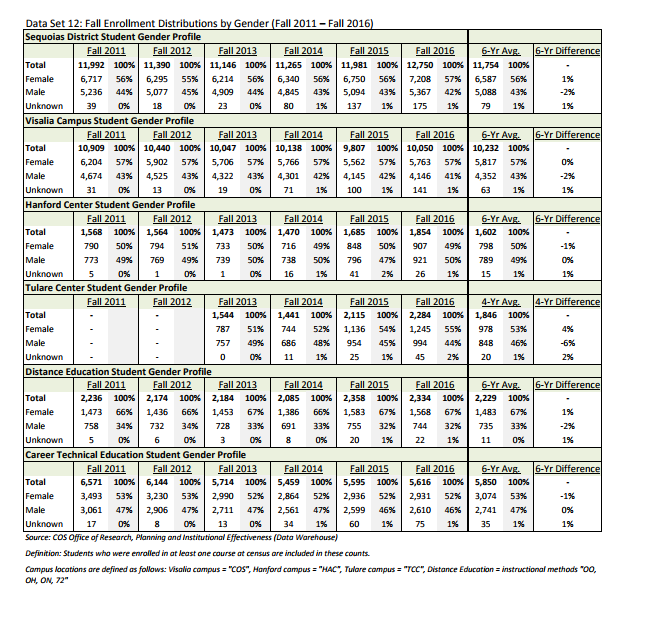 Data Set 12: Fall Enrollment Distributions by Gender (Fall 2011 – Fall 2016)
Sequoias District Student Gender Profile
Fall 2011 Fall 2012 Fall 2013 Fall 2014 Fall 2015 Fall 2016 6-Yr Avg. 6-Yr Difference
Total 11,992 100% 11,390 100% 11,146 100% 11,265 100% 11,981 100% 12,750 100% 11,754 100% -
Female 6,717 56% 6,295 55% 6,214 56% 6,340 56% 6,750 56% 7,208 57% 6,587 56% 1%
Male 5,236 44% 5,077 45% 4,909 44% 4,845 43% 5,094 43% 5,367 42% 5,088 43% -2%
Unknown 39 0% 18 0% 23 0% 80 1% 137 1% 175 1% 79 1% 1%
Visalia Campus Student Gender Profile
Fall 2011 Fall 2012 Fall 2013 Fall 2014 Fall 2015 Fall 2016 6-Yr Avg. 6-Yr Difference
Total 10,909 100% 10,440 100% 10,047 100% 10,138 100% 9,807 100% 10,050 100% 10,232 100% -
Female 6,204 57% 5,902 57% 5,706 57% 5,766 57% 5,562 57% 5,763 57% 5,817 57% 0%
Male 4,674 43% 4,525 43% 4,322 43% 4,301 42% 4,145 42% 4,146 41% 4,352 43% -2%
Unknown 31 0% 13 0% 19 0% 71 1% 100 1% 141 1% 63 1% 1%
Hanford Center Student Gender Profile
Fall 2011 Fall 2012 Fall 2013 Fall 2014 Fall 2015 Fall 2016 6-Yr Avg. 6-Yr Difference
Total 1,568 100% 1,564 100% 1,473 100% 1,470 100% 1,685 100% 1,854 100% 1,602 100% -
Female 790 50% 794 51% 733 50% 716 49% 848 50% 907 49% 798 50% -1%
Male 773 49% 769 49% 739 50% 738 50% 796 47% 921 50% 789 49% 0%
Unknown 5 0% 1 0% 1 0% 16 1% 41 2% 26 1% 15 1% 1%
Tulare Center Student Gender Profile
Fall 2011 Fall 2012 Fall 2013 Fall 2014 Fall 2015 Fall 2016 4-Yr Avg. 4-Yr Difference
Total - - 1,544 100% 1,441 100% 2,115 100% 2,284 100% 1,846 100% -
Female - - 787 51% 744 52% 1,136 54% 1,245 55% 978 53% 4%
Male - - 757 49% 686 48% 954 45% 994 44% 848 46% -6%
Unknown - - 0 0% 11 1% 25 1% 45 2% 20 1% 2%
Distance Education Student Gender Profile
Fall 2011 Fall 2012 Fall 2013 Fall 2014 Fall 2015 Fall 2016 6-Yr Avg. 6-Yr Difference
Total 2,236 100% 2,174 100% 2,184 100% 2,085 100% 2,358 100% 2,334 100% 2,229 100% -
Female 1,473 66% 1,436 66% 1,453 67% 1,386 66% 1,583 67% 1,568 67% 1,483 67% 1%
Male 758 34% 732 34% 728 33% 691 33% 755 32% 744 32% 735 33% -2%
Unknown 5 0% 6 0% 3 0% 8 0% 20 1% 22 1% 11 0% 1%
Career Technical Education Student Gender Profile
Fall 2011 Fall 2012 Fall 2013 Fall 2014 Fall 2015 Fall 2016 6-Yr Avg. 6-Yr Difference
Total 6,571 100% 6,144 100% 5,714 100% 5,459 100% 5,595 100% 5,616 100% 5,850 100% -
Female 3,493 53% 3,230 53% 2,990 52% 2,864 52% 2,936 52% 2,931 52% 3,074 53% -1%
Male 3,061 47% 2,906 47% 2,711 47% 2,561 47% 2,599 46% 2,610 46% 2,741 47% 0%
Unknown 17 0% 8 0% 13 0% 34 1% 60 1% 75 1% 35 1% 1%
Source: COS Office of Research, Planning and Institutional Effectiveness (Data Warehouse)
Definition: Students who were enrolled in at least one course at census are included in these counts.
Campus locations are defined as follows: Visalia campus = "COS", Hanford campus = "HAC", Tulare campus = "TCC", Distance Education = instructional methods "OO,
OH, ON, 72"